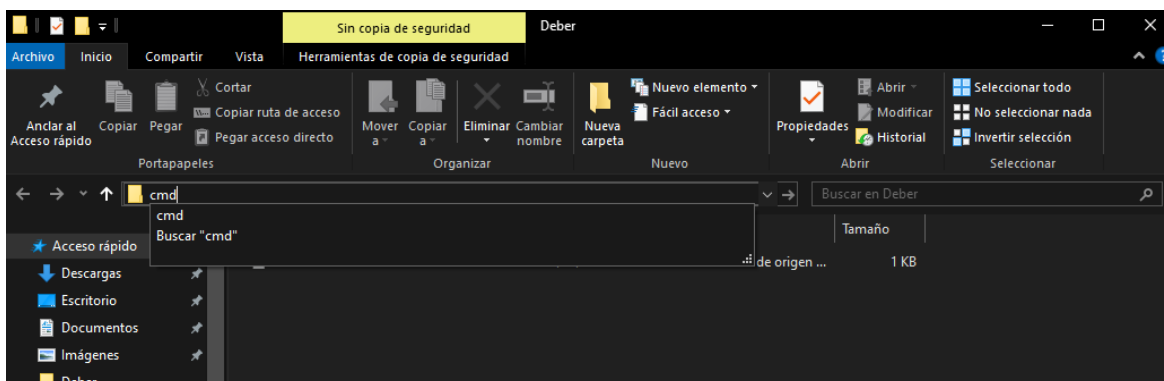 Sin copia de seguridad Deber
Archivo Inicio Compartir Vista Herramientas de copia de seguridad
Anclar al Acceso rápido
Copiar
Pegar
Cortar
Copiar ruta de acceso
Pegar acceso directo
Portapapeles
Mover a
Copiar a
Eliminar
Cambiar nombre
Organizar
Nueva carpeta
Nuevo elemento
Fácil acceso
Nuevo
Propiedades
Abrir
Modificar
Historial
Abrir
Seleccionar todo
No seleccionar nada
Invertir selección
Seleccionar
cmd
Buscar en Deber
cmd
Buscar "cmd"
Tamaño
de origen ... 1 KB
Acceso rápido
Descargas
Escritorio
Documentos
Imágenes
Deber